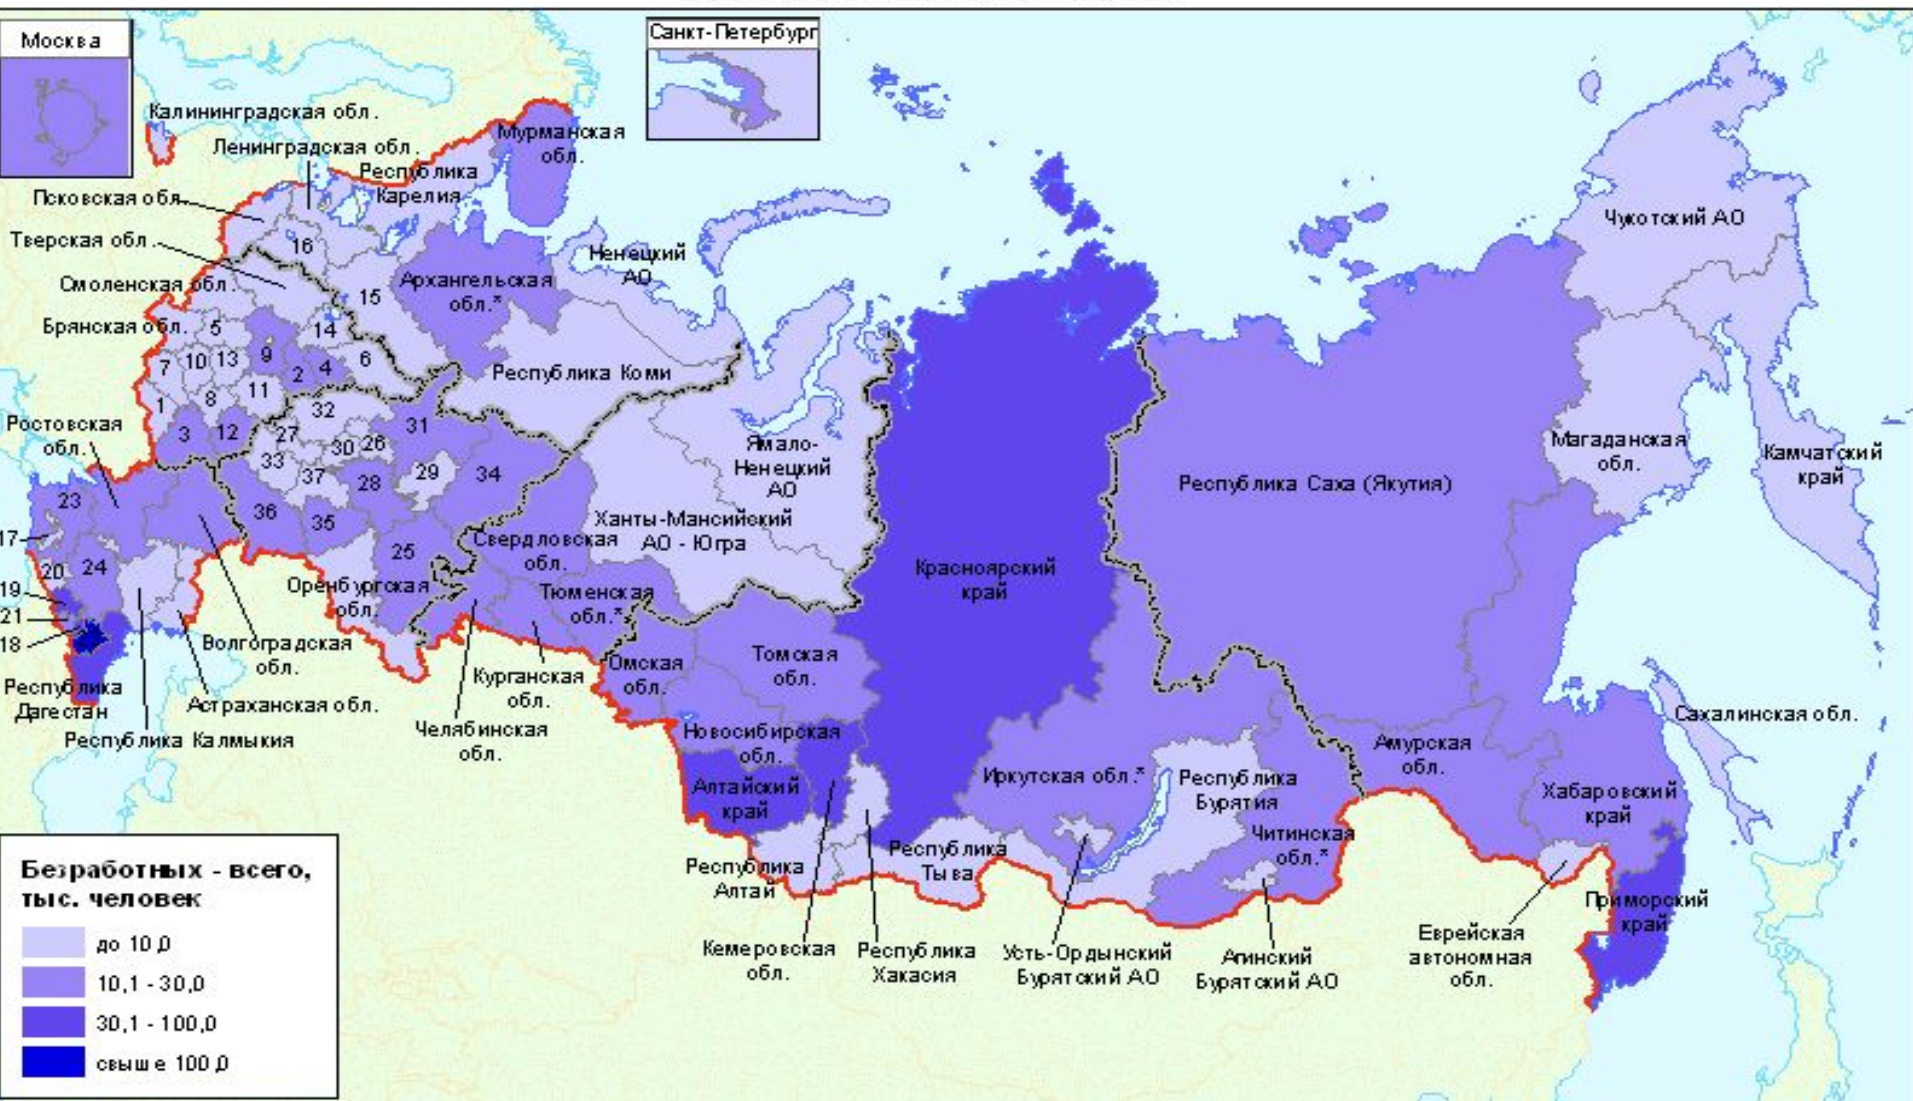 Москва
Санкт-Петербург
Калининградская обл.
Ленинградская обл.
Мурманская
обл.
Республика
Карелия
Псковская обл.
Тверская обл.
Смоленская обл.
Брянская обл.
16
15
Архангельская
обл.*
Ненецкий
АО
Чукотский АО
5
14
7
10
13
9
2
4
6
Республика Коми
1
8
11
3
12
32
31
27
30
26
33
37
28
29
34
Ростовская
обл.
Ямало-
Ненецкий
АО
Республика Саха (Якутия)
Магаданская
обл.
Камчатский
край
23
36
35
Ханты-Мансийский
АО - Югра
17
20
24
25
Свердловская
обл.
Красноярский
край
19
21
18
Оренбургская
обл.
Тюменская
обл.*
Волгоградская
обл.
Омская
обл.
Томская
обл.
Республика
Дагестан
Астраханская обл.
Курганская
обл.
Республика Калмыкия
Челябинская
обл.
Новосибирская
обл.
Сахалинская обл.
Амурская
обл.
Алтайский
край
Иркутская обл.*
Республика
Бурятия
Хабаровский
край
Читинская
обл.*
Республика
Алтай
Республика
Тыва
Приморский
край
Кемеровская
обл.
Республика
Хакасия
Усть-Ордынский
Бурятский АО
Агинский
Бурятский АО
Еврейская
автономная
обл.
Безработных - всего,
тыс. человек
до 10,0
10,1 - 30,0
30,1 - 100,0
свыше 100,0